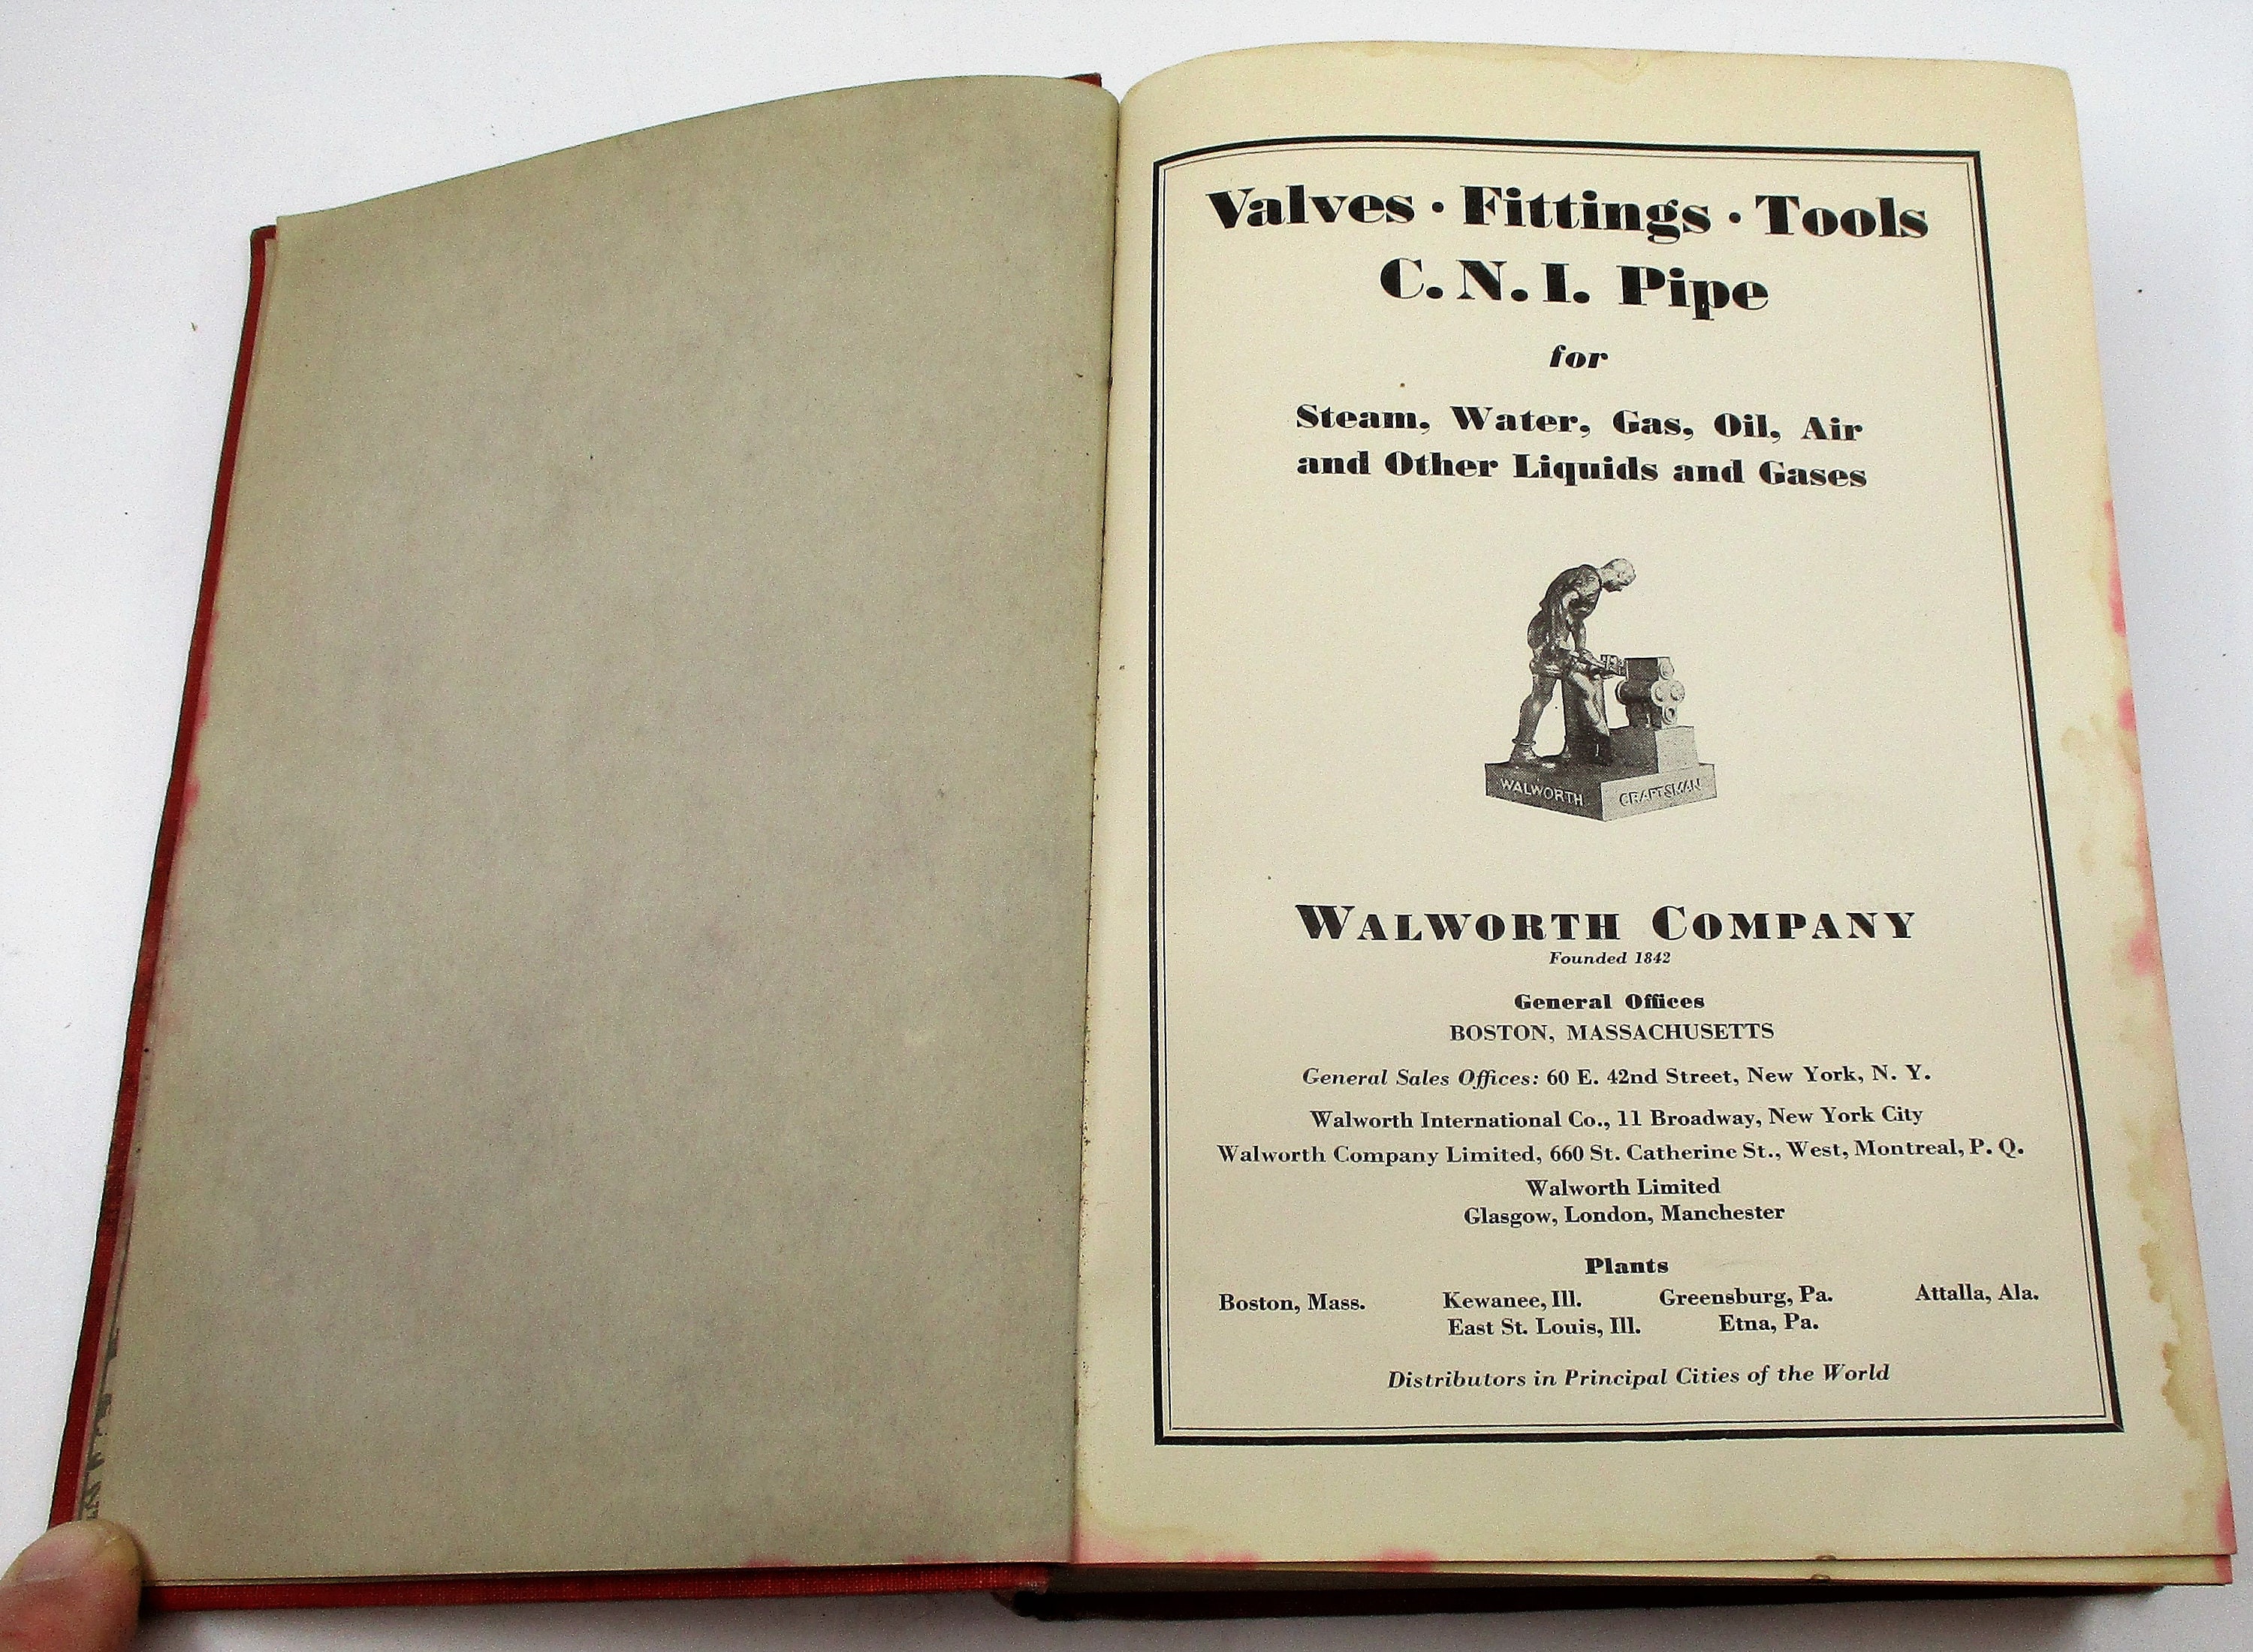 Valves · Fittings · Tools
C. N. I. Pipe
for
Steam, Water, Gas, Oil, Air
and Other Liquids and Gases
WALWORTH CRAFTSMAN
WALWORTH COMPANY
Founded 1842
General Offices
BOSTON, MASSACHUSETTS
General Sales Offices: 60 E. 42nd Street, New York, N. Y.
Walworth International Co., 11 Broadway, New York City
Walworth Company Limited, 660 St. Catherine St., West, Montreal, P. Q.
Walworth Limited
Glasgow, London, Manchester
Plants
Boston, Mass. Kewanee, Ill. Greensburg, Pa. Attalla, Ala.
East St. Louis, Ill. Etna, Pa.
Distributors in Principal Cities of the World